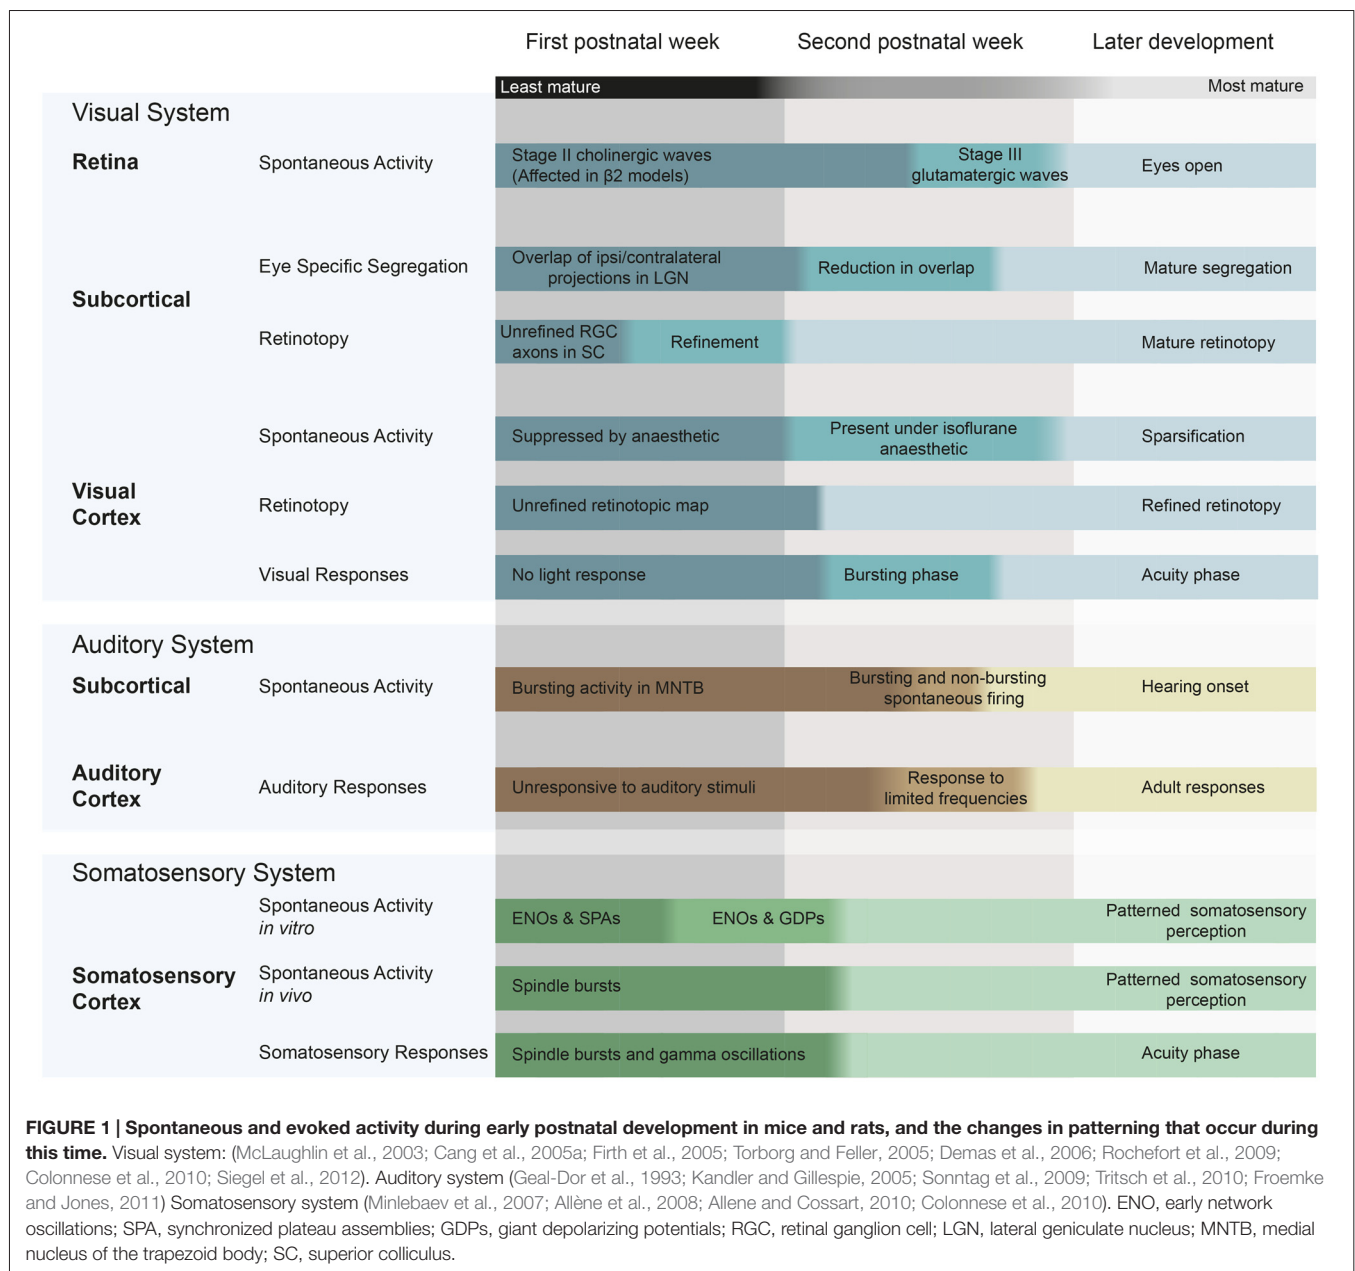 First postnatal week
Second postnatal week
Later development
Least mature
Most mature
Visual System
Retina
Spontaneous Activity
Stage II cholinergic waves
(Affected in β2 models)
Stage III
glutamatergic waves
Eyes open
Eye Specific Segregation
Overlap of ipsi/contralateral
projections in LGN
Reduction in overlap
Mature segregation
Subcortical
Retinotopy
Unrefined RGC
axons in SC
Refinement
Mature retinotopy
Spontaneous Activity
Suppressed by anaesthetic
Present under isoflurane
anaesthetic
Sparsification
Visual
Cortex
Retinotopy
Unrefined retinotopic map
Refined retinotopy
Visual Responses
No light response
Bursting phase
Acuity phase
Auditory System
Subcortical
Spontaneous Activity
Bursting activity in MNTB
Bursting and non-bursting
spontaneous firing
Hearing onset
Auditory
Cortex
Auditory Responses
Unresponsive to auditory stimuli
Response to
limited frequencies
Adult responses
Somatosensory System
Spontaneous Activity
in vitro
ENOs & SPAs
ENOs & GDPs
Patterned somatosensory
perception
Somatosensory
Cortex
Spontaneous Activity
in vivo
Spindle bursts
Patterned somatosensory
perception
Somatosensory Responses
Spindle bursts and gamma oscillations
Acuity phase
FIGURE 1 | Spontaneous and evoked activity during early postnatal development in mice and rats, and the changes in patterning that occur during
this time. Visual system: (McLaughlin et al., 2003; Cang et al., 2005a; Firth et al., 2005; Torborg and Feller, 2005; Demas et al., 2006; Rochefort et al., 2009;
Colonnese et al., 2010; Siegel et al., 2012). Auditory system (Geal-Dor et al., 1993; Kandler and Gillespie, 2005; Sonntag et al., 2009; Tritsch et al., 2010; Froemke
and Jones, 2011) Somatosensory system (Minlebaev et al., 2007; Allène et al., 2008; Allene and Cossart, 2010; Colonnese et al., 2010). ENO, early network
oscillations; SPA, synchronized plateau assemblies; GDPs, giant depolarizing potentials; RGC, retinal ganglion cell; LGN, lateral geniculate nucleus; MNTB, medial
nucleus of the trapezoid body; SC, superior colliculus.